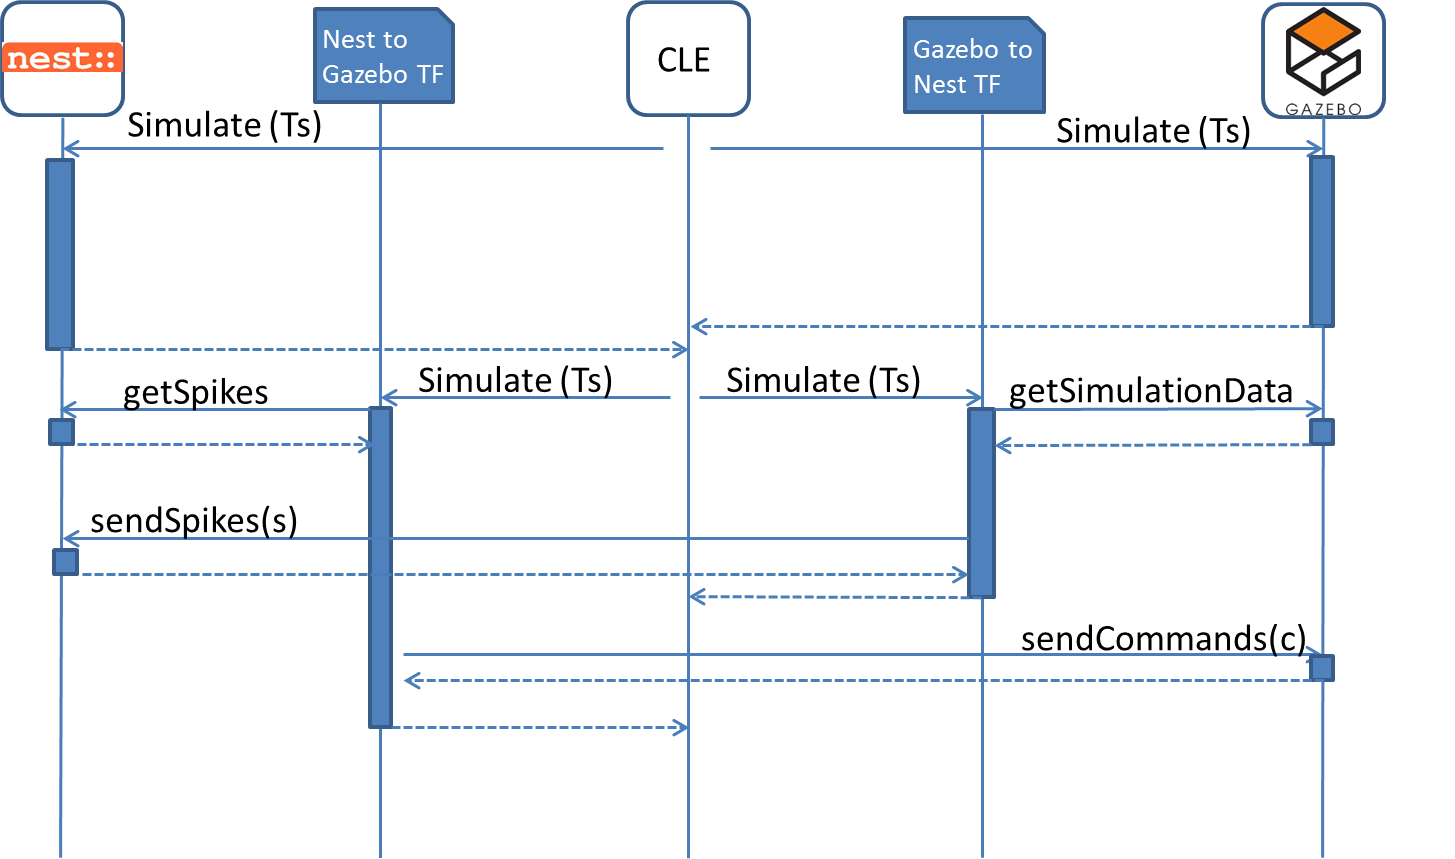 nest::
Nest to
Gazebo TF
CLE
Gazebo to
Nest TF
GAZEBO
Simulate (Ts)
Simulate (Ts)
getSpikes
Simulate (Ts)
Simulate (Ts)
getSimulationData
sendSpikes(s)
sendCommands(c)